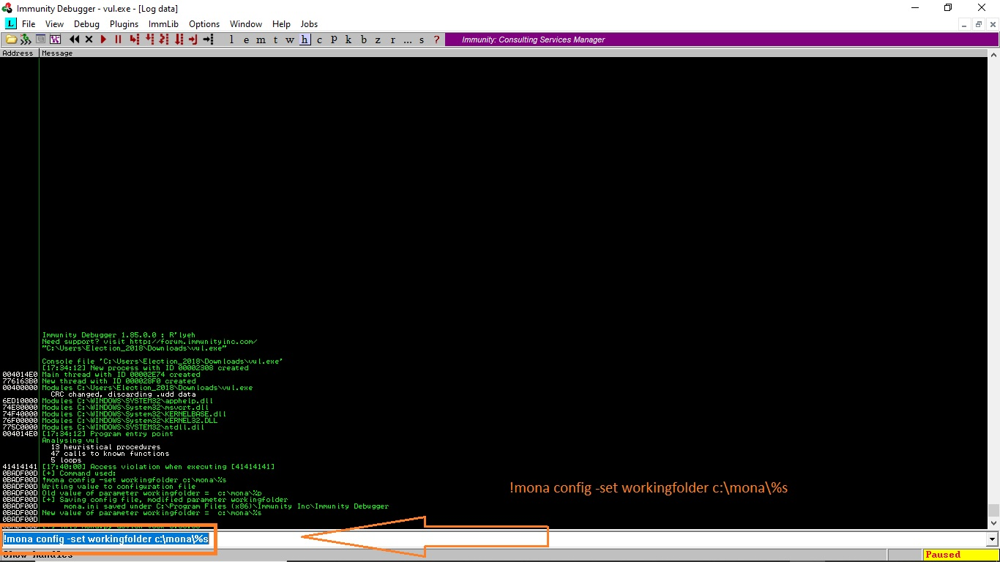 Immunity Debugger - vul.exe - [Log data]
L File View Debug Plugins ImmLib Options Window Help Jobs
l e m t w h c p k b z r ... s ? Immunity: Consulting Services Manager
Address Message
Immunity Debugger 1.85.0.0 : R'lyeh
Need support? visit http://forum.immunityinc.com/
"C:\Users\Election_2018\Downloads\vul.exe"
Console file 'C:\Users\Election_2018\Downloads\vul.exe'
[17:34:12] New process with ID 00002308 created
004014E0 Main thread with ID 00002E74 created
776163B0 New thread with ID 000028F0 created
00400000 Modules C:\Users\Election_2018\Downloads\vul.exe
CRC changed, discarding .udd data
6ED10000 Modules C:\WINDOWS\SYSTEM32\apphelp.dll
74E80000 Modules C:\WINDOWS\System32\msvcrt.dll
74F40000 Modules C:\WINDOWS\System32\KERNELBASE.dll
76F00000 Modules C:\WINDOWS\System32\KERNEL32.DLL
775C0000 Modules C:\WINDOWS\SYSTEM32\ntdll.dll
004014E0 [17:34:12] Program entry point
Analysing vul
13 heuristical procedures
47 calls to known functions
5 loops
41414141 [17:40:00] Access violation when executing [41414141]
0BADF00D [+] Command used:
0BADF00D !mona config -set workingfolder c:\mona\%s
0BADF00D Writing value to configuration file
0BADF00D Old value of parameter workingfolder = c:\mona\%p
0BADF00D [+] Saving config file, modified parameter workingfolder
0BADF00D mona.ini saved under C:\Program Files (x86)\Immunity Inc\Immunity Debugger
0BADF00D New value of parameter workingfolder = c:\mona\%s
0BADF00D
!mona config -set workingfolder c:\mona\%s
!mona config -set workingfolder c:\mona\%s
Show handles
Paused